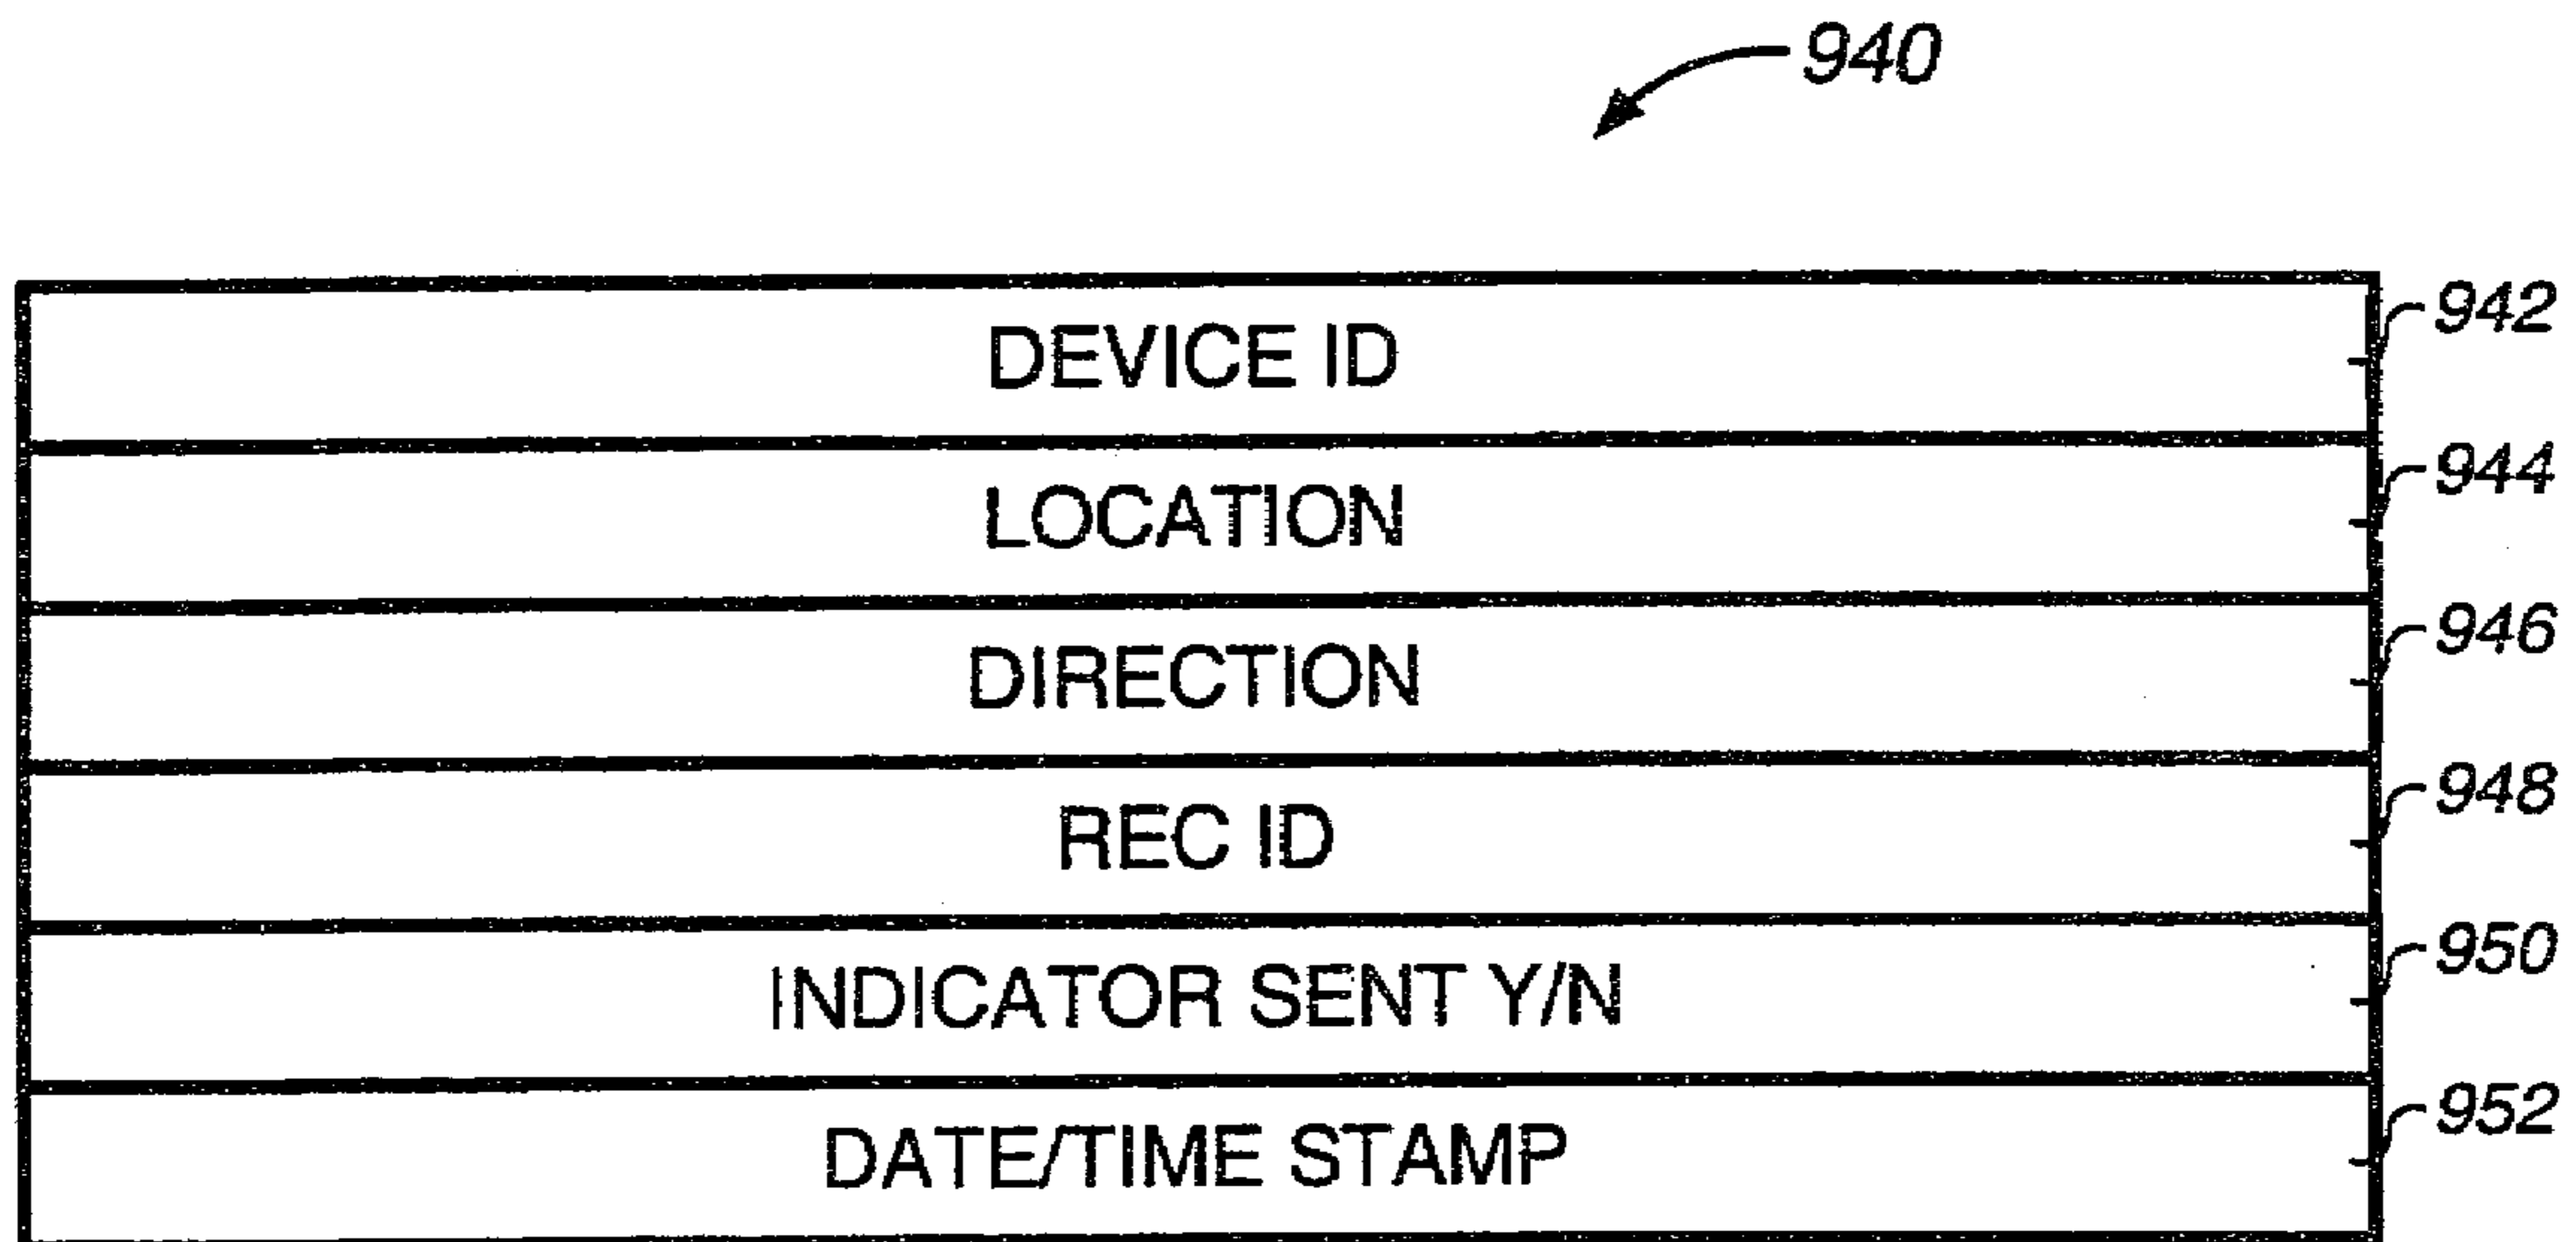 940
DEVICE ID 942
LOCATION 944
DIRECTION 946
REC ID 948
INDICATOR SENT Y/N 950
DATE/TIME STAMP 952